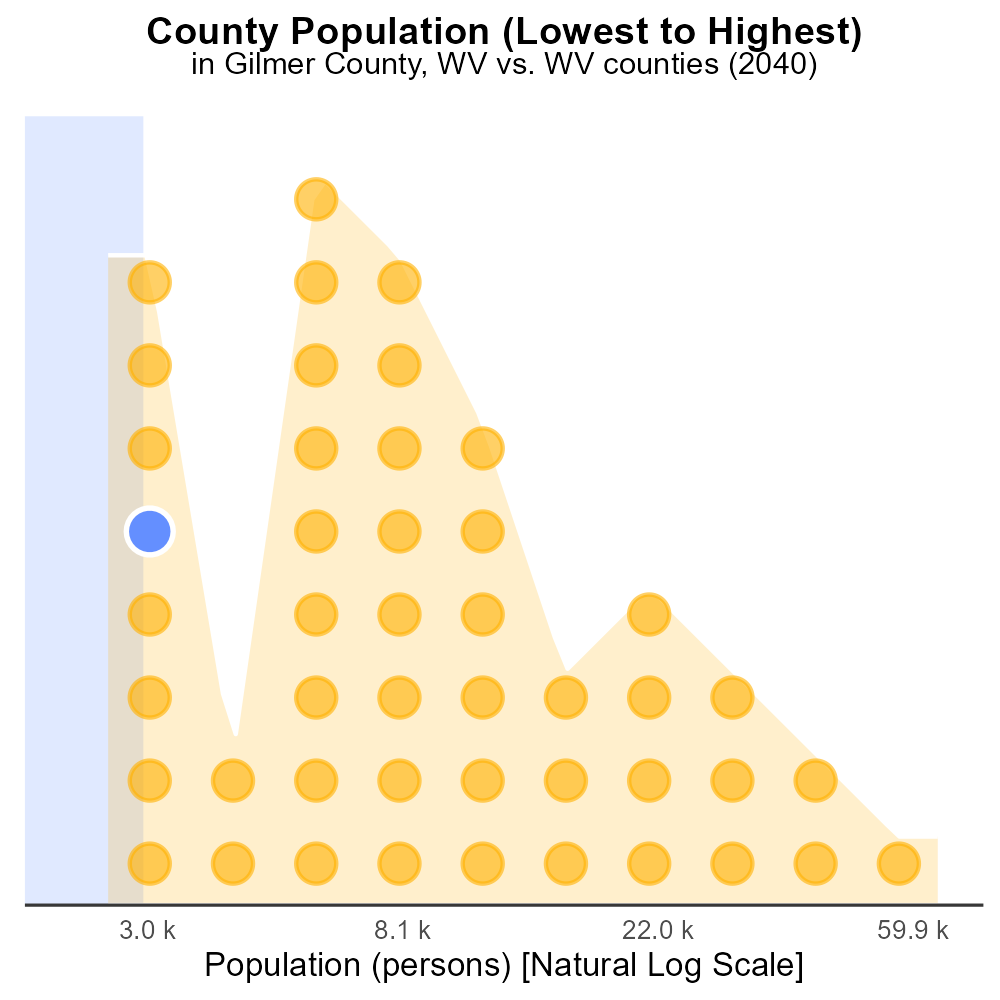 County Population (Lowest to Highest)
in Gilmer County, WV vs. WV counties (2040)
3.0 k 8.1 k 22.0 k 59.9 k
Population (persons) [Natural Log Scale]